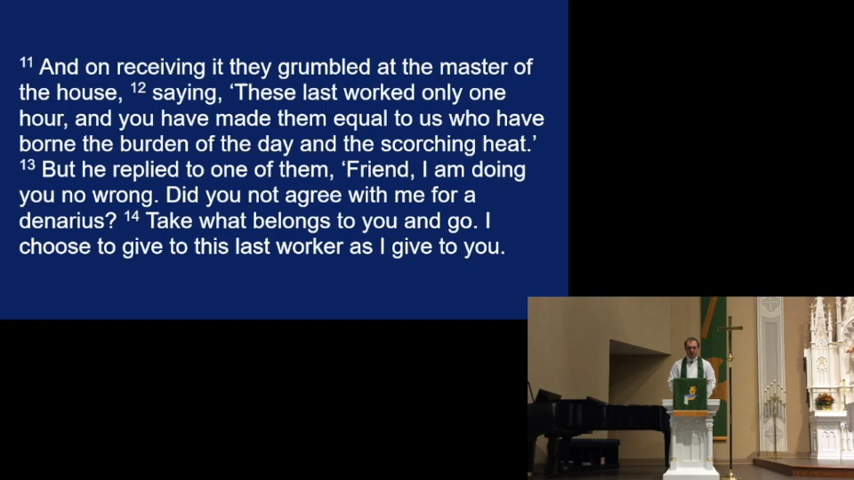 11 And on receiving it they grumbled at the master of
the house, 12 saying, ‘These last worked only one
hour, and you have made them equal to us who have
borne the burden of the day and the scorching heat.’
13 But he replied to one of them, ‘Friend, I am doing
you no wrong. Did you not agree with me for a
denarius? 14 Take what belongs to you and go. I
choose to give to this last worker as I give to you.